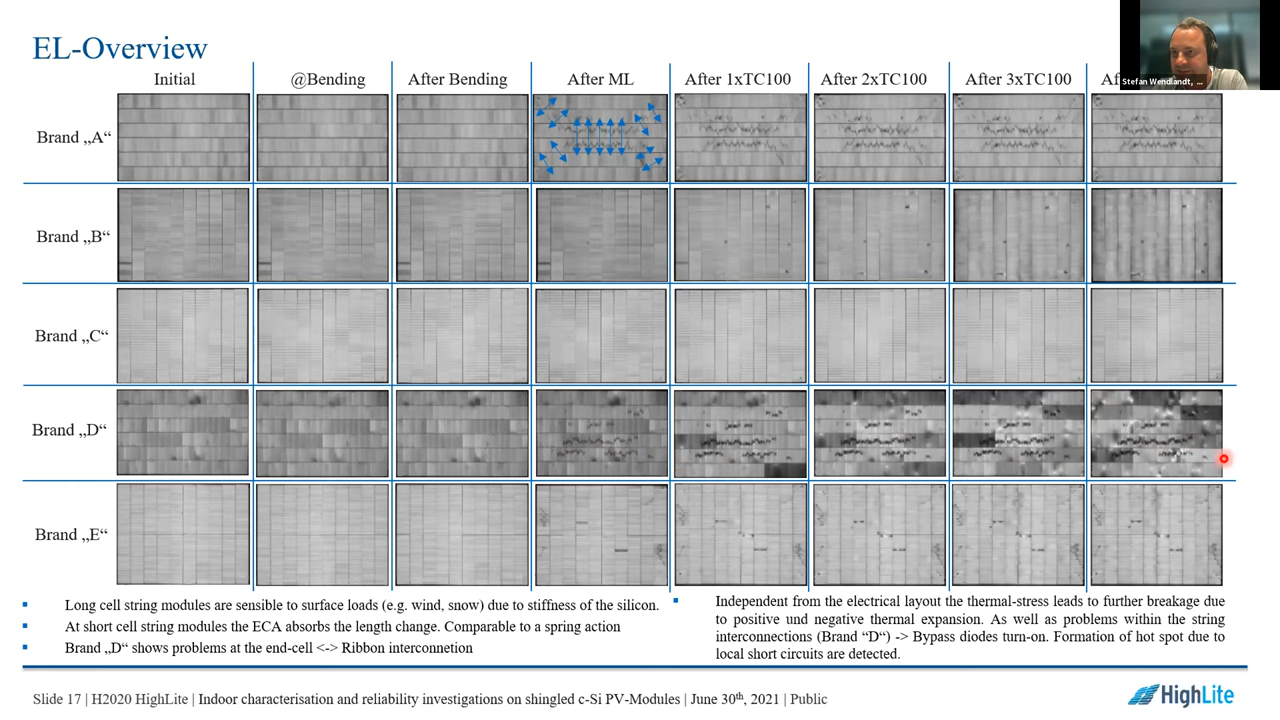 EL-Overview
Stefan Wendlandt, ...
Initial @Bending After Bending After ML After 1xTC100 After 2xTC100 After 3xTC100
Brand „A“
Brand „B“
Brand „C“
Brand „D“
Brand „E“
Long cell string modules are sensible to surface loads (e.g. wind, snow) due to stiffness of the silicon.
At short cell string modules the ECA absorbs the length change. Comparable to a spring action
Brand „D“ shows problems at the end-cell <-> Ribbon interconnetion
Independent from the electrical layout the thermal-stress leads to further breakage due
to positive und negative thermal expansion. As well as problems within the string
interconnections (Brand “D“) -> Bypass diodes turn-on. Formation of hot spot due to
local short circuits are detected.
Slide 17 | H2020 HighLite | Indoor characterisation and reliability investigations on shingled c-Si PV-Modules | June 30th, 2021 | Public
HighLite